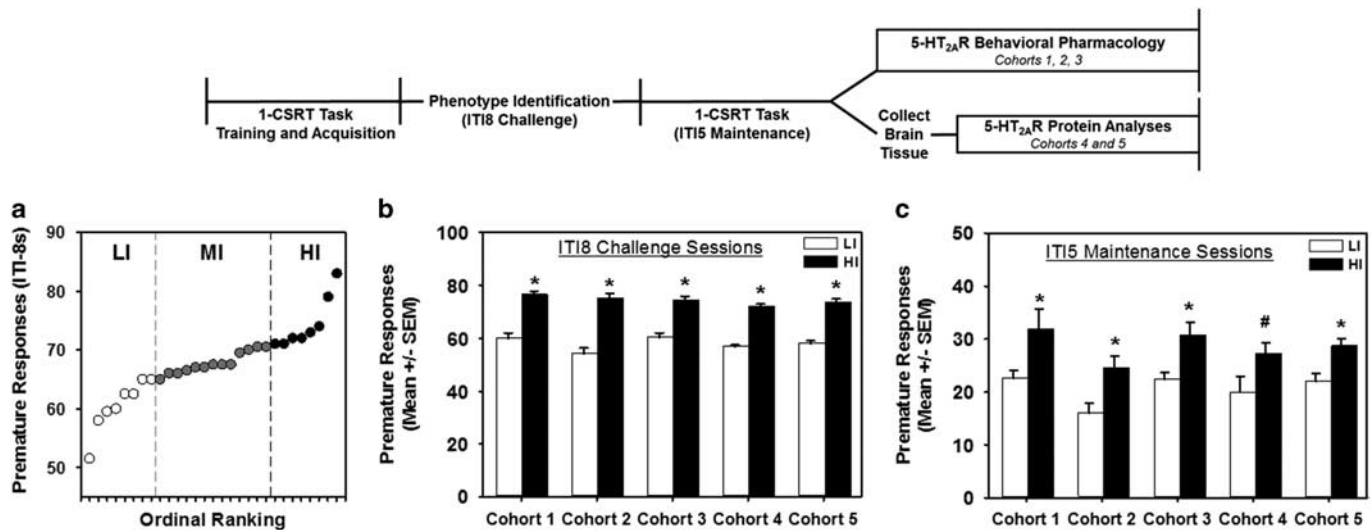 5-HT2AR Behavioral Pharmacology
Cohorts 1, 2, 3
1-CSRT Task
Training and Acquisition
Phenotype Identification
(ITI8 Challenge)
1-CSRT Task
(ITI5 Maintenance)
Collect
Brain
Tissue
5-HT2AR Protein Analyses
Cohorts 4 and 5
a
Premature Responses (ITI-8s)
90
80
70
60
50
LI
MI
HI
Ordinal Ranking
b
Premature Responses
(Mean +/- SEM)
100
80
60
40
20
0
ITI8 Challenge Sessions
LI
HI
*
*
*
*
*
Cohort 1 Cohort 2 Cohort 3 Cohort 4 Cohort 5
c
Premature Responses
(Mean +/- SEM)
50
40
30
20
10
0
ITI5 Maintenance Sessions
LI
HI
*
*
*
#
*
Cohort 1 Cohort 2 Cohort 3 Cohort 4 Cohort 5